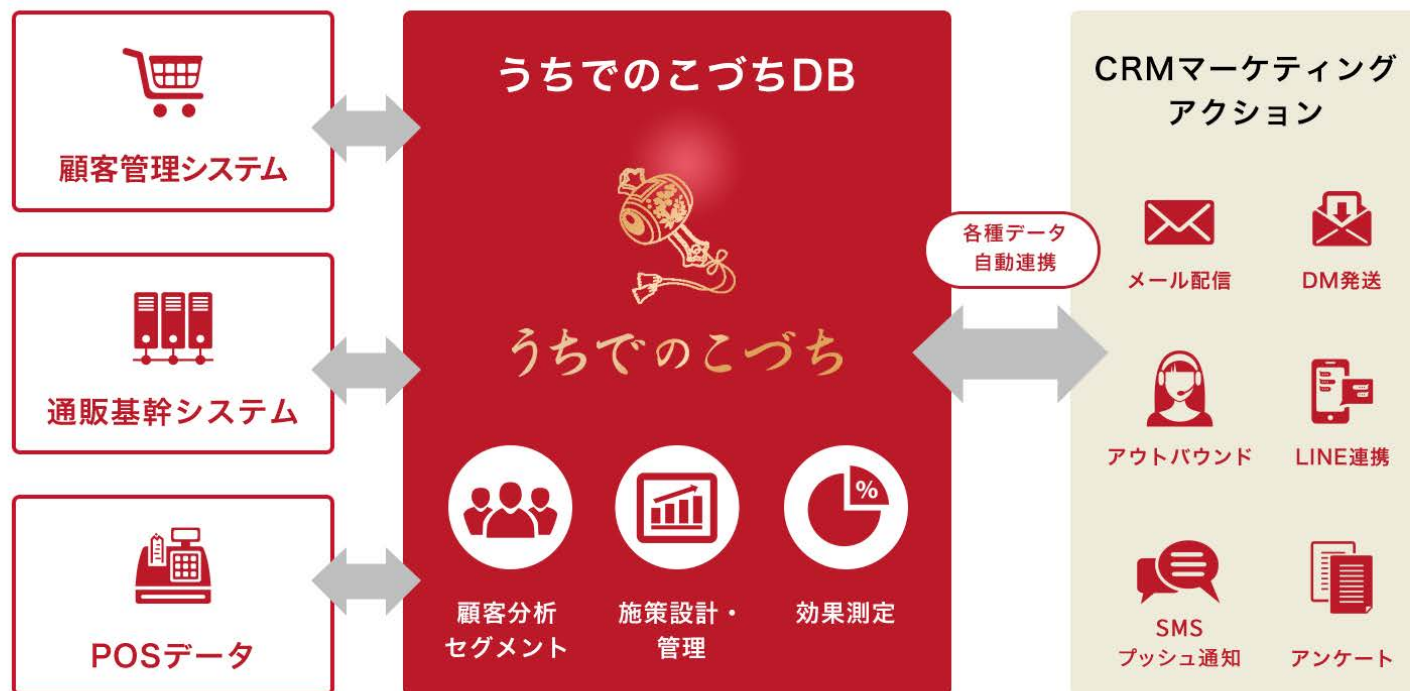 顧客管理システム
通販基幹システム
POSデータ
うちでのこづちDB
うちでのこづち
顧客分析
セグメント
施策設計・
管理
%
効果測定
各種データ
自動連携
CRMマーケティング
アクション
メール配信
DM発送
アウトバウンド
LINE連携
SMS
プッシュ通知
アンケート